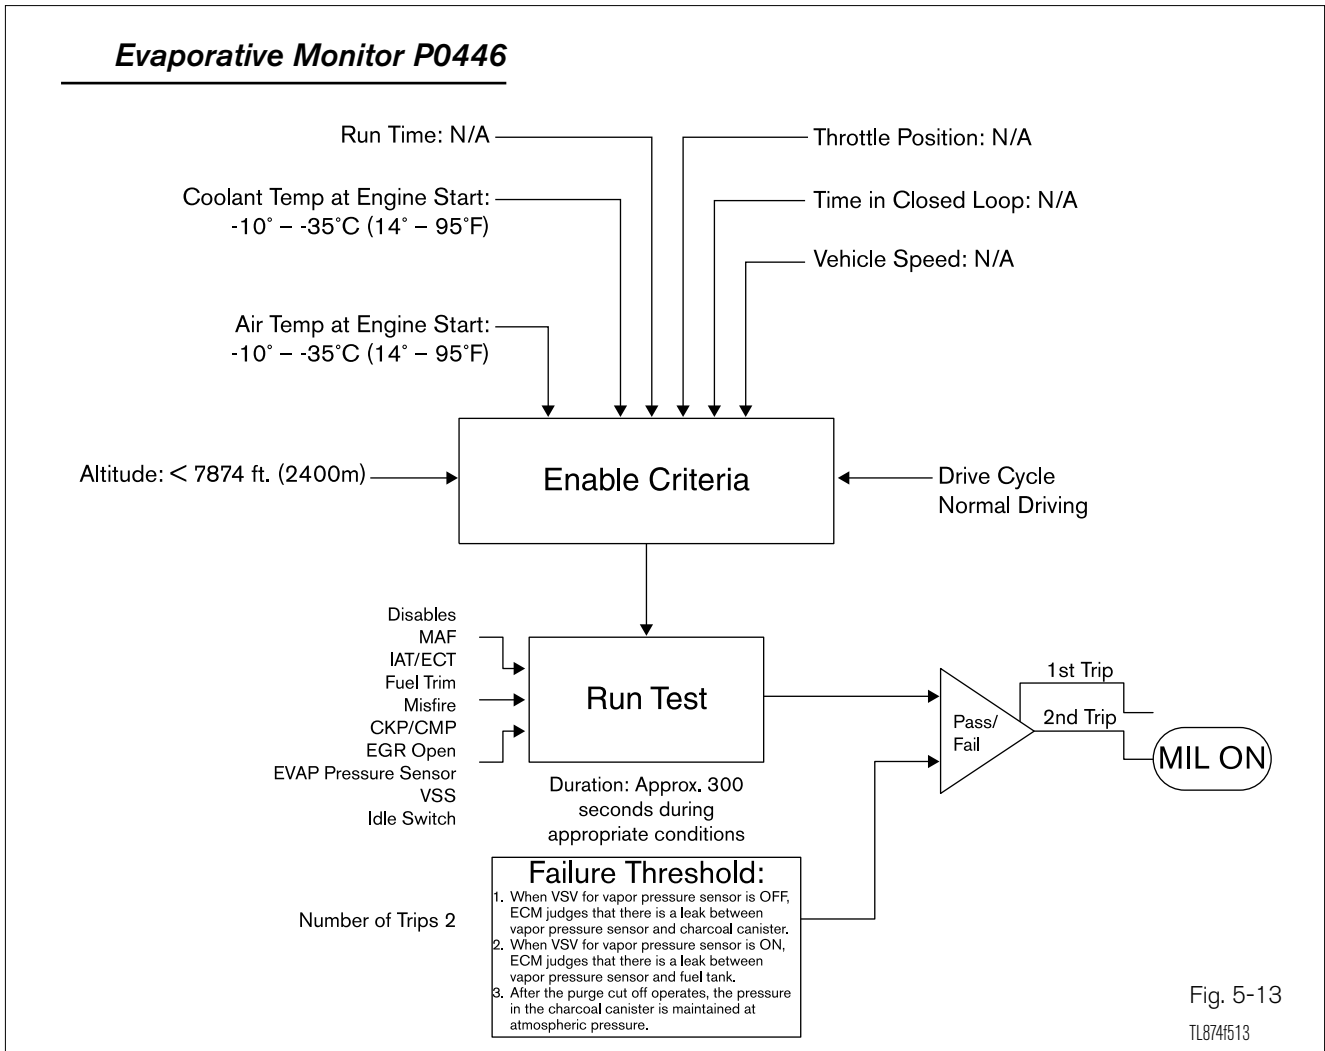 Evaporative Monitor P0446
Run Time: N/A
Throttle Position: N/A
Coolant Temp at Engine Start:
-10° – -35°C (14° – 95°F)
Time in Closed Loop: N/A
Vehicle Speed: N/A
Air Temp at Engine Start:
-10° – -35°C (14° – 95°F)
Altitude: < 7874 ft. (2400m)
Enable Criteria
Drive Cycle
Normal Driving
Disables
MAF
IAT/ECT
Fuel Trim
Misfire
CKP/CMP
EGR Open
EVAP Pressure Sensor
VSS
Idle Switch
Run Test
Duration: Approx. 300
seconds during
appropriate conditions
Pass/
Fail
1st Trip
2nd Trip
MIL ON
Number of Trips 2
Failure Threshold:
1. When VSV for vapor pressure sensor is OFF,
ECM judges that there is a leak between
vapor pressure sensor and charcoal canister.
2. When VSV for vapor pressure sensor is ON,
ECM judges that there is a leak between
vapor pressure sensor and fuel tank.
3. After the purge cut off operates, the pressure
in the charcoal canister is maintained at
atmospheric pressure.
Fig. 5-13
TL874f513